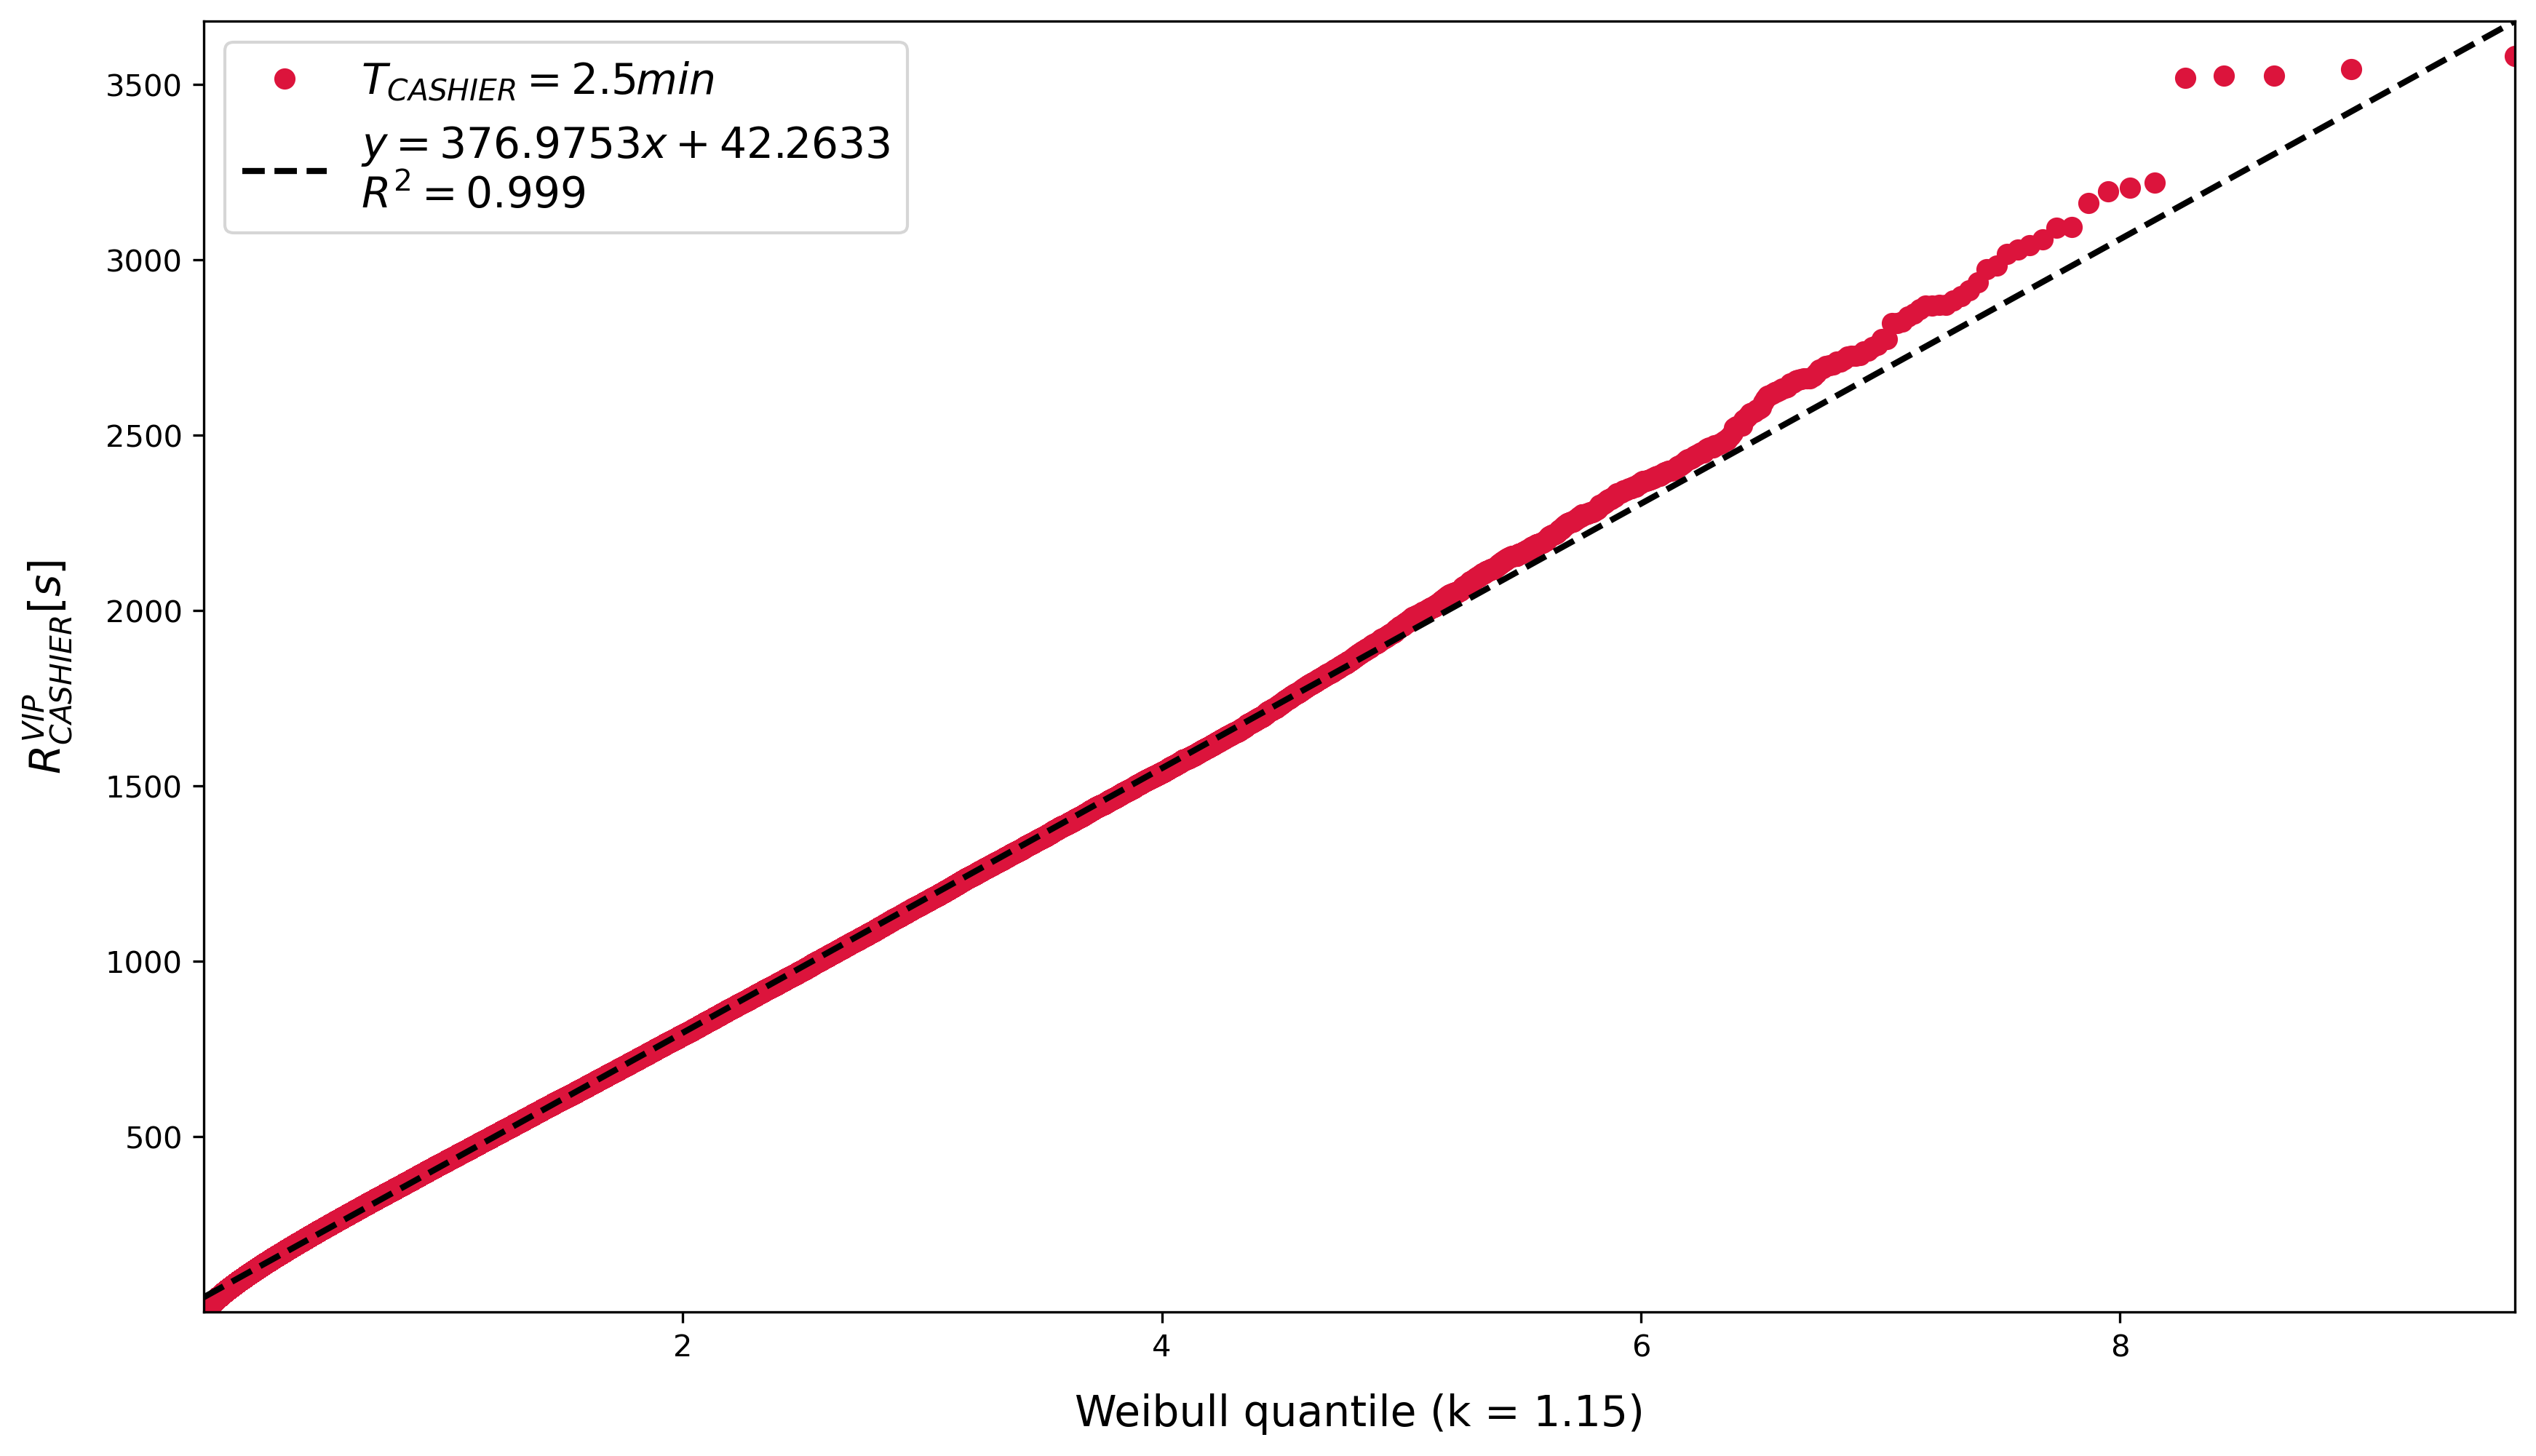 T_CASHIER = 2.5min
y = 376.9753x + 42.2633
R² = 0.999
3500
3000
2500
2000
1500
1000
500
R^VIP_CASHIER [s]
2 4 6 8
Weibull quantile (k = 1.15)